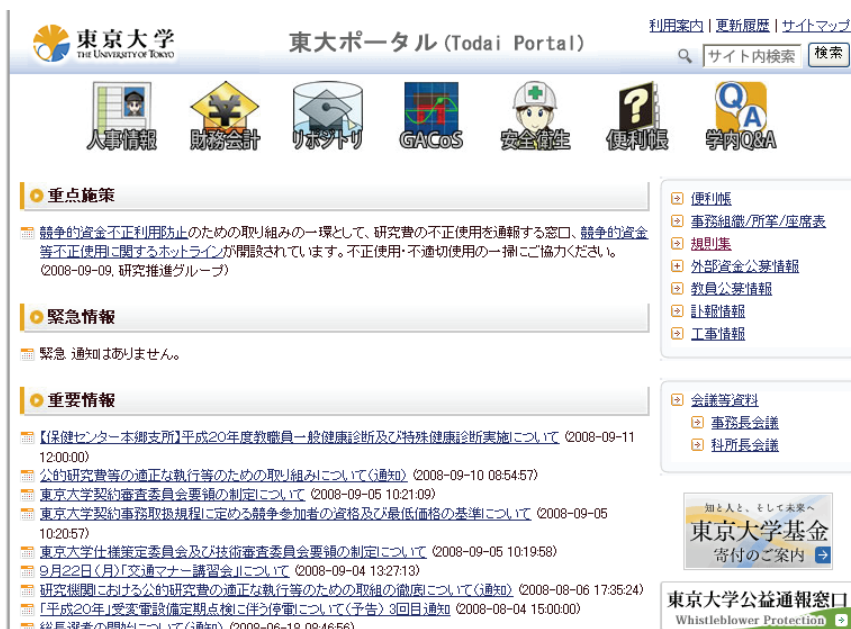 東京大学
THE UNIVERSITY OF TOKYO
東大ポータル (Todai Portal)
利用案内 | 更新履歴 | サイトマップ
サイト内検索 検索
人事情報 財務会計 リポジトリ GACoS 安全衛生 便利帳 学内Q&A
重点施策
競争的資金不正利用防止のための取り組みの一環として、研究費の不正使用を通報する窓口、競争的資金
等不正使用に関するホットラインが開設されています。不正使用・不適切使用の一掃にご協力ください。
(2008-09-09, 研究推進グループ)
緊急情報
緊急 通知はありません。
重要情報
【保健センター本郷支所】平成20年度教職員一般健康診断及び特殊健康診断実施について (2008-09-11
12:00:00)
公的研究費等の適正な執行等のための取り組みについて(通知) (2008-09-10 08:54:57)
東京大学契約審査委員会要領の制定について (2008-09-05 10:21:09)
東京大学契約事務取扱規程に定める競争参加者の資格及び最低価格の基準について (2008-09-05
10:20:57)
東京大学仕様策定委員会及び技術審査委員会要領の制定について (2008-09-05 10:19:58)
9月22日(月)「交通マナー講習会」について (2008-09-04 13:27:13)
研究機関における公的研究費の適正な執行等のための取組の徹底について(通知) (2008-08-06 17:35:24)
「平成20年」受変電設備定期点検に伴う停電について(予告) 3回目通知 (2008-08-04 15:00:00)
総長選考の開始について(通知) (2008-06-18 08:46:56)
便利帳
事務組織/所掌/座席表
規則集
外部資金公募情報
教員公募情報
訃報情報
工事情報
会議等資料
事務長会議
科所長会議
知と人と、そして未来へ
東京大学基金
寄付のご案内
東京大学公益通報窓口
Whistleblower Protection